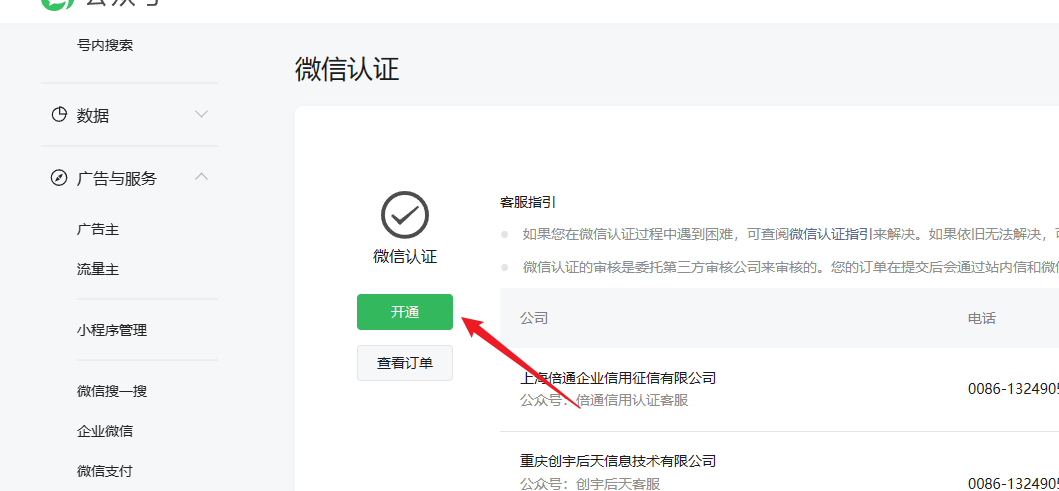 公众号
号内搜索
微信认证
数据
广告与服务
客服指引
广告主
如果您在微信认证过程中遇到困难，可查阅微信认证指引来解决。如果依旧无法解决，
微信认证
流量主
微信认证的审核是委托第三方审核公司来审核的。您的订单在提交后会通过站内信和微
开通
公司 电话
小程序管理
查看订单
上海倍通企业信用征信有限公司
0086-132490
微信搜一搜
公众号：倍通信用认证客服
企业微信
重庆创宇后天信息技术有限公司
微信支付
公众号：创宇后天客服
0086-132490